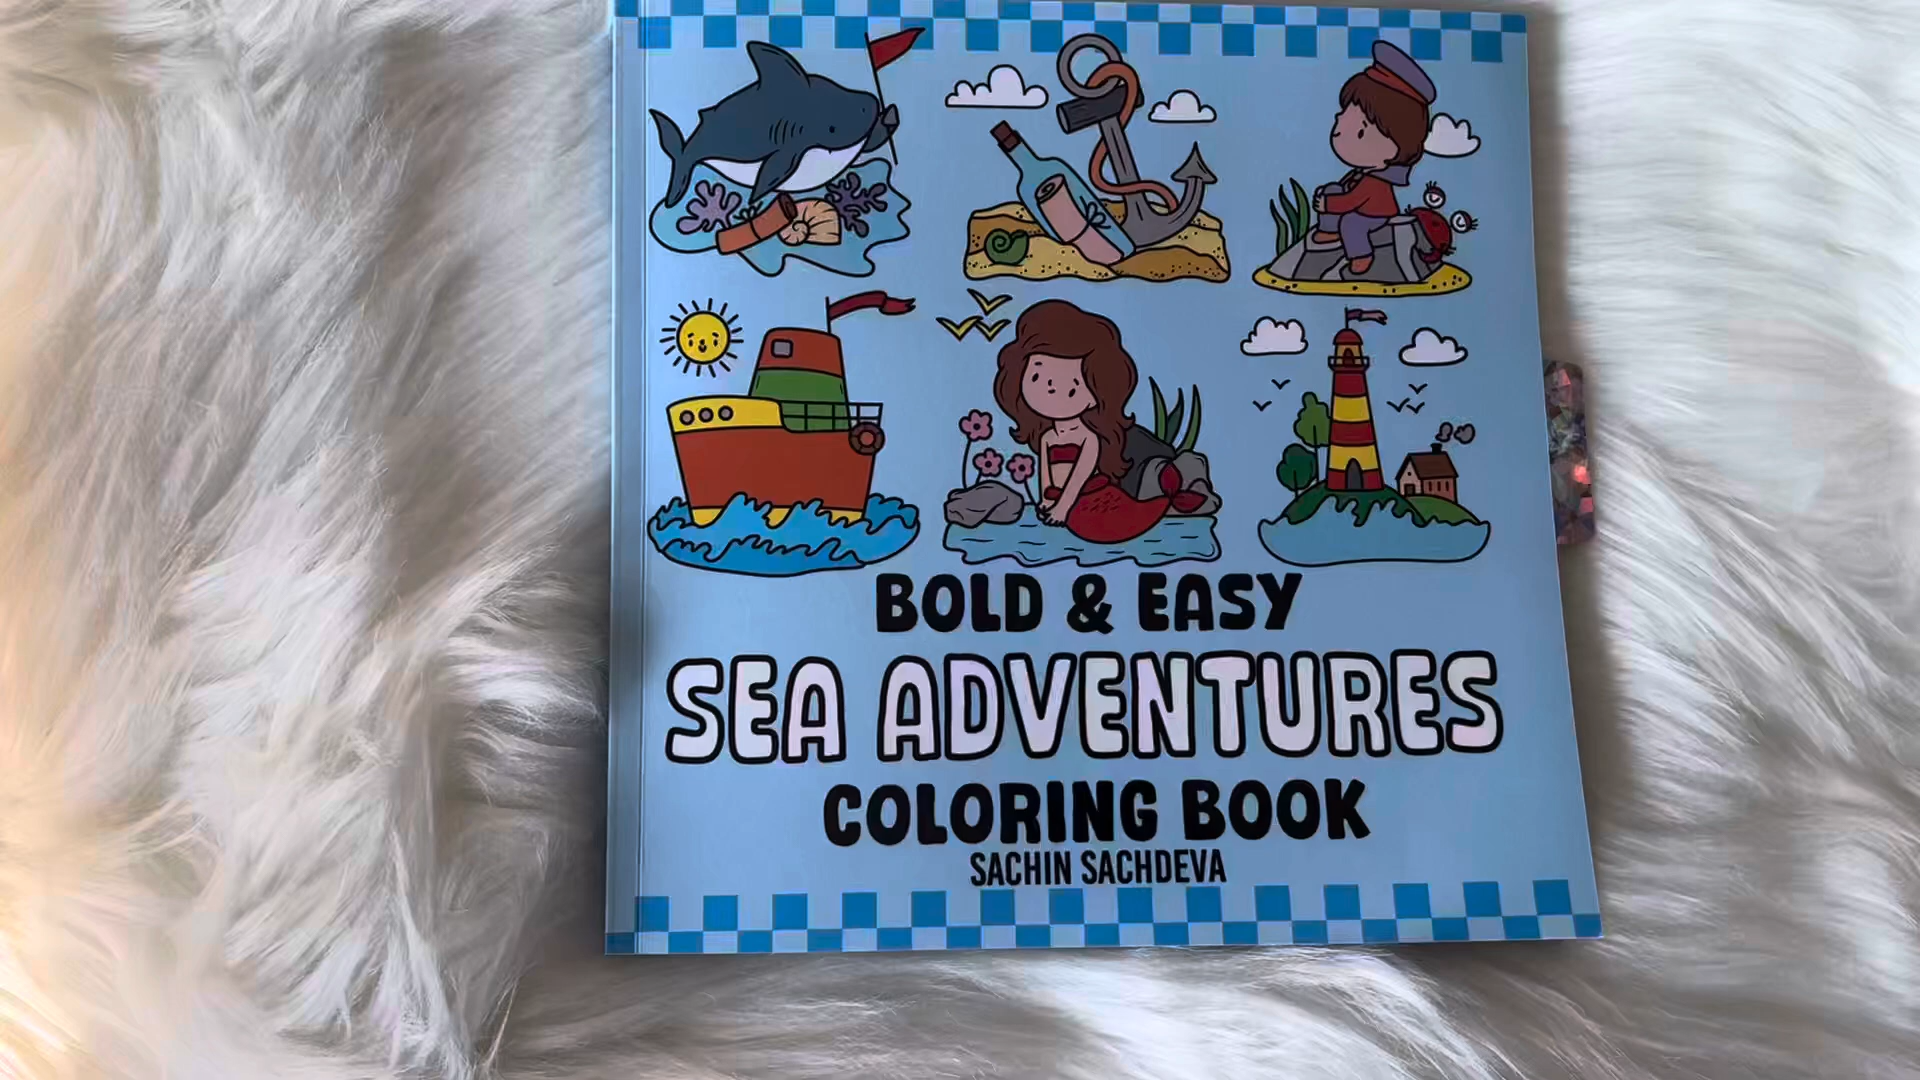 BOLD & EASY
SEA ADVENTURES
COLORING BOOK
SACHIN SACHDEVA